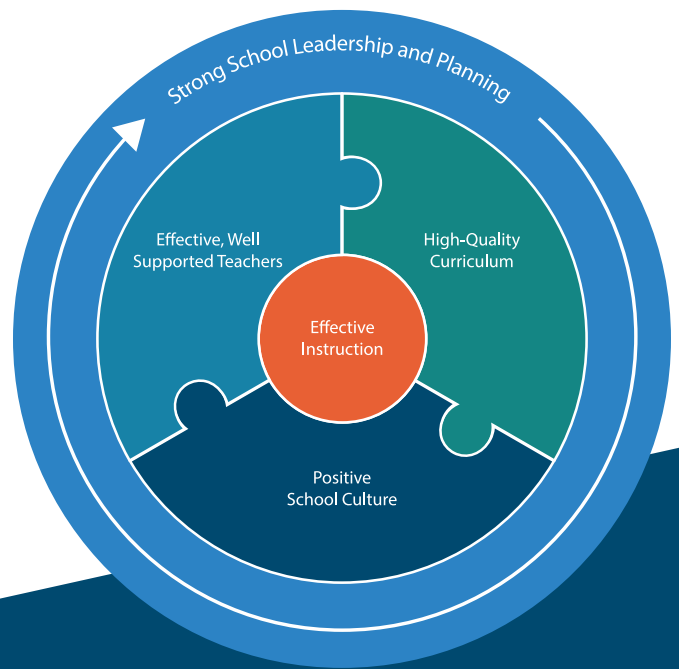 Strong School Leadership and Planning
Effective, Well
Supported Teachers
High-Quality
Curriculum
Effective
Instruction
Positive
School Culture